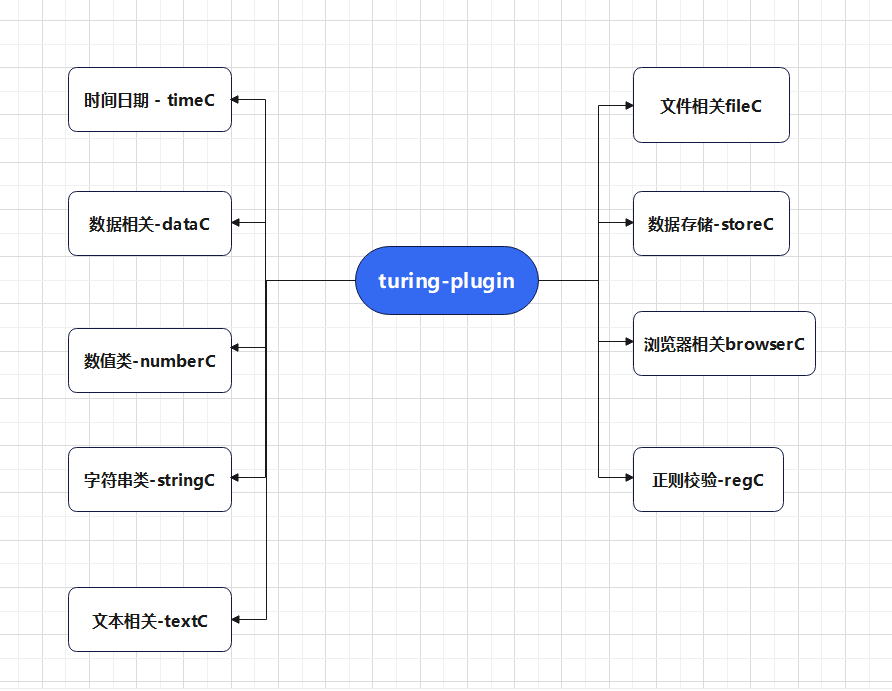 时间日期 - timeC
数据相关-dataC
数值类-numberC
字符串类-stringC
文本相关-textC
turing-plugin
文件相关fileC
数据存储-storeC
浏览器相关browserC
正则校验-regC